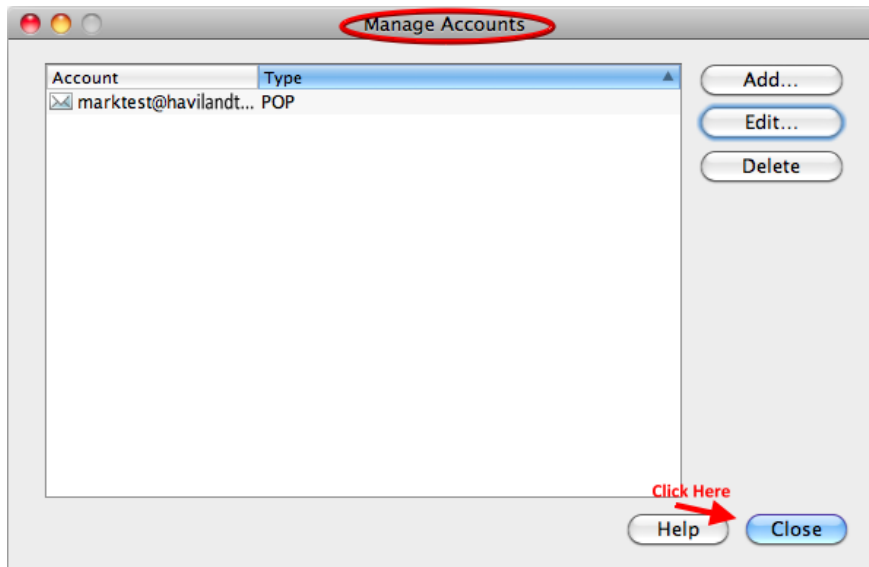 Manage Accounts
Account Type
marktest@havilandt... POP
Add...
Edit...
Delete
Click Here
Help Close